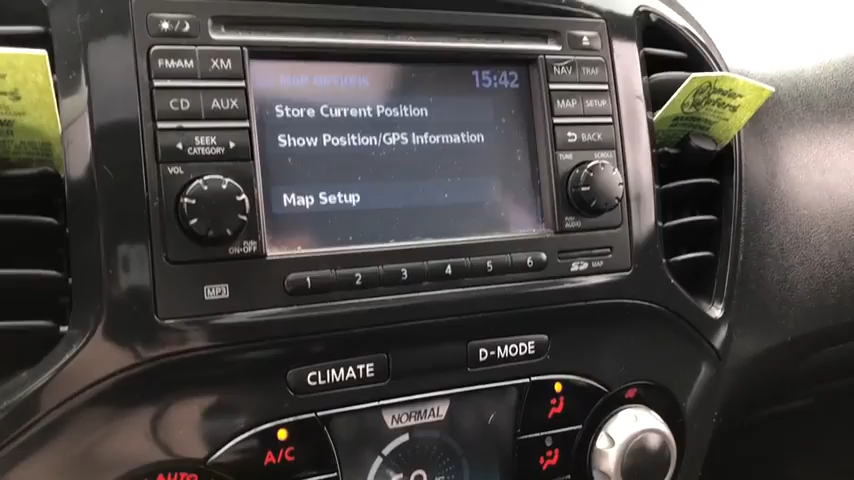 FM·AM XM
CD AUX
SEEK
CATEGORY
VOL
PUSH
ON•OFF
MP3
MAP OPTIONS
15:42
Store Current Position
Show Position/GPS Information
Map Setup
NAV TRAF
MAP SETUP
BACK
TUNE SCROLL
PUSH
AUDIO
1 2 3 4 5 6
SD MAP
CLIMATE
D-MODE
NORMAL
A/C
AUTO